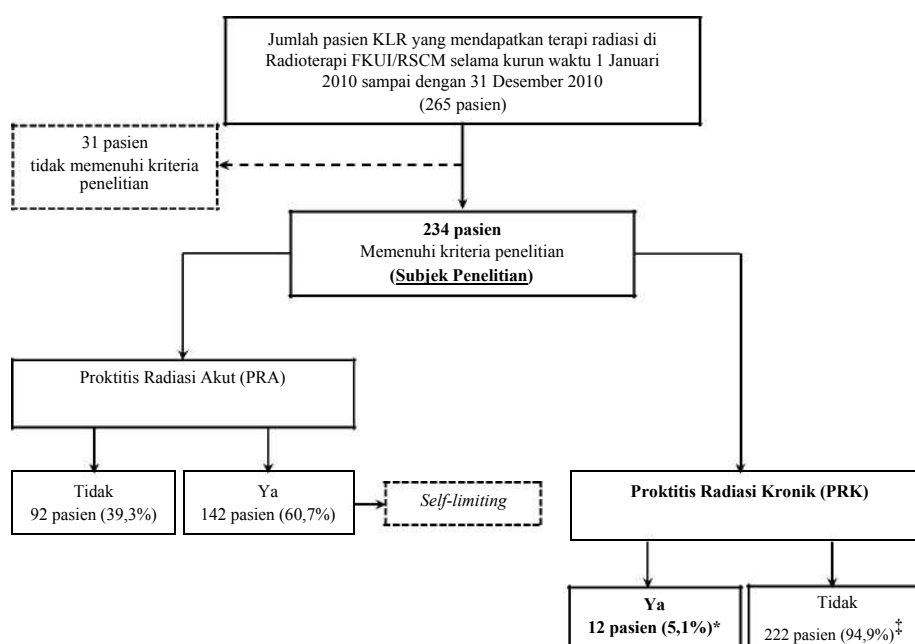 Jumlah pasien KLR yang mendapatkan terapi radiasi di
Radioterapi FKUI/RSCM selama kurun waktu 1 Januari
2010 sampai dengan 31 Desember 2010
(265 pasien)
31 pasien
tidak memenuhi kriteria
penelitian
234 pasien
Memenuhi kriteria penelitian
(Subjek Penelitian)
Proktitis Radiasi Akut (PRA)
Tidak
92 pasien (39,3%)
Ya
142 pasien (60,7%)
Self-limiting
Proktitis Radiasi Kronik (PRK)
Ya
12 pasien (5,1%)*
Tidak
222 pasien (94,9%)‡